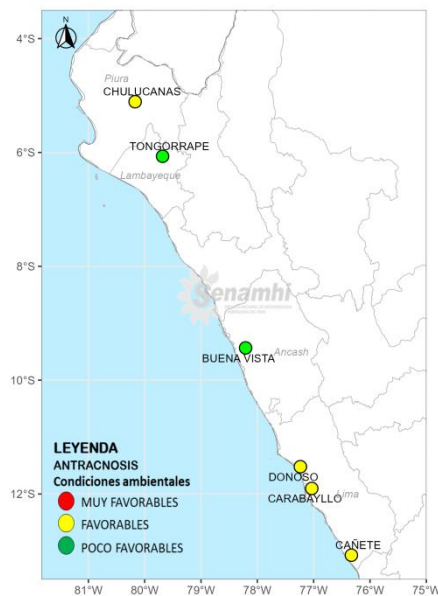 4°S
Piura
CHULUCANAS
TONGORRAPE
6°S
Lambayeque
8°S
Senamhi
Ancash
BUENA VISTA
10°S
LEYENDA
ANTRACNOSIS
Condiciones ambientales
MUY FAVORABLES
FAVORABLES
POCO FAVORABLES
DONOSO
Lima
CARABAYLLO
12°S
CAÑETE
81°W 80°W 79°W 78°W 77°W 76°W 75°W